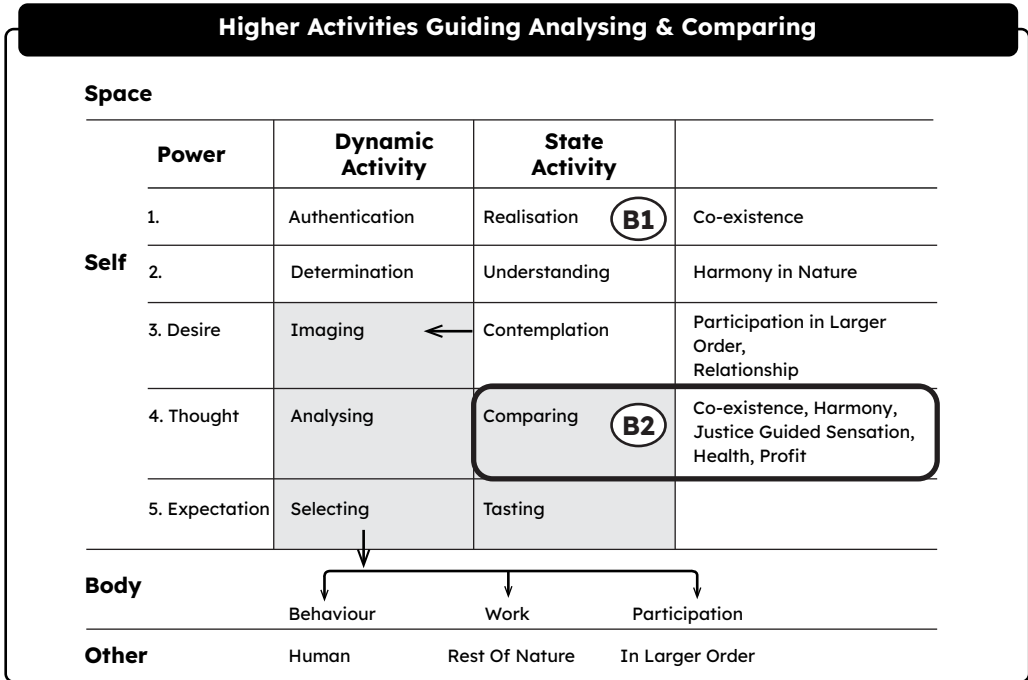 Higher Activities Guiding Analysing & Comparing
Space
Power
Dynamic
Activity
State
Activity
Self
1.
Authentication
Realisation
B1
Co-existence
2.
Determination
Understanding
Harmony in Nature
3. Desire
Imaging
Contemplation
Participation in Larger
Order,
Relationship
4. Thought
Analysing
Comparing
B2
Co-existence, Harmony,
Justice Guided Sensation,
Health, Profit
5. Expectation
Selecting
Tasting
Body
Behaviour
Work
Participation
Other
Human
Rest Of Nature
In Larger Order